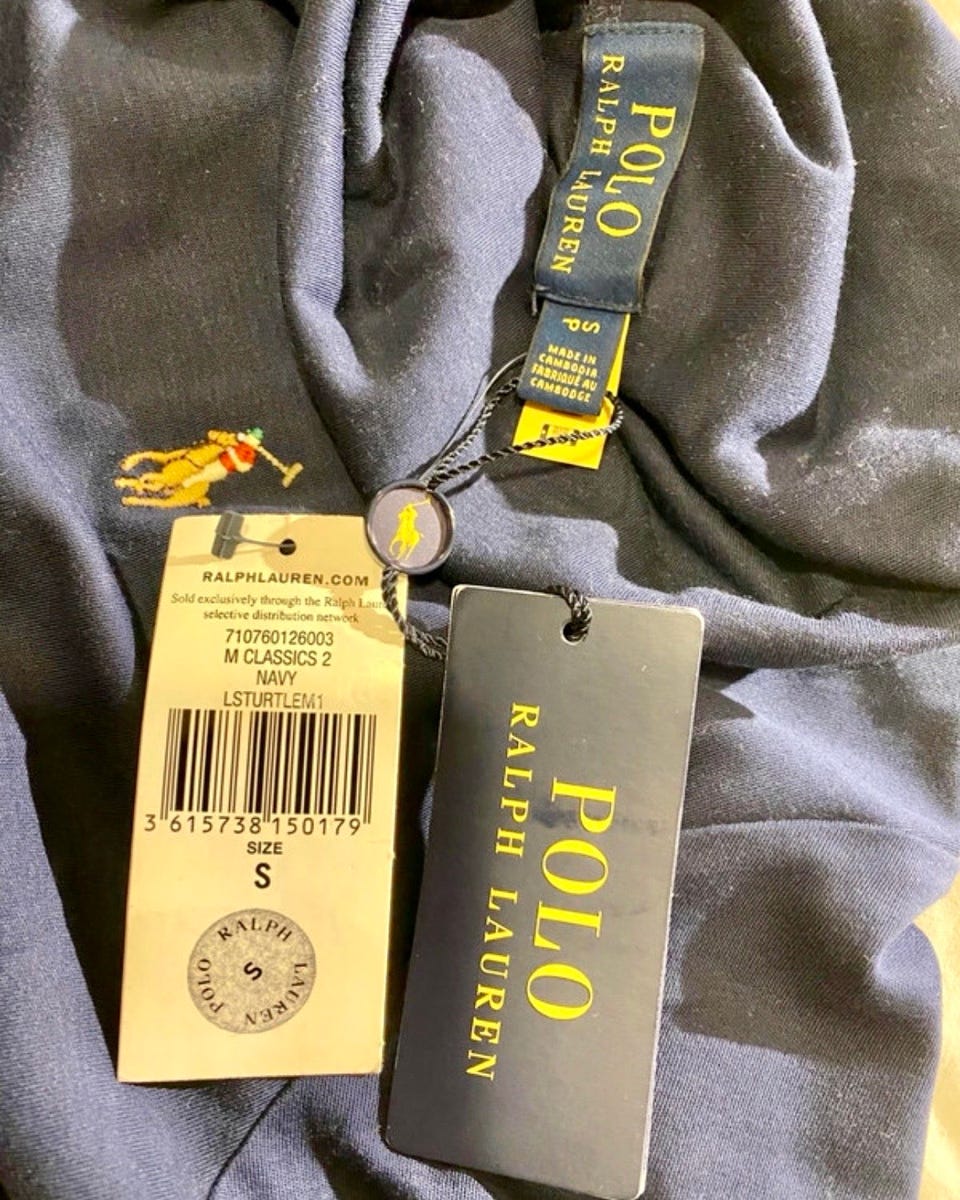 POLO
RALPH LAUREN
S
P
MADE IN
CAMBODIA
FABRIQUÉ AU
CAMBODGE
RALPHLAUREN.COM
Sold exclusively through the Ralph
selective distribution network
710760126003
M CLASSICS 2
NAVY
LSTURTLEM1
3 615738 150179
SIZE
S
RALPH LAUREN POLO
S
POLO
RALPH LAUREN